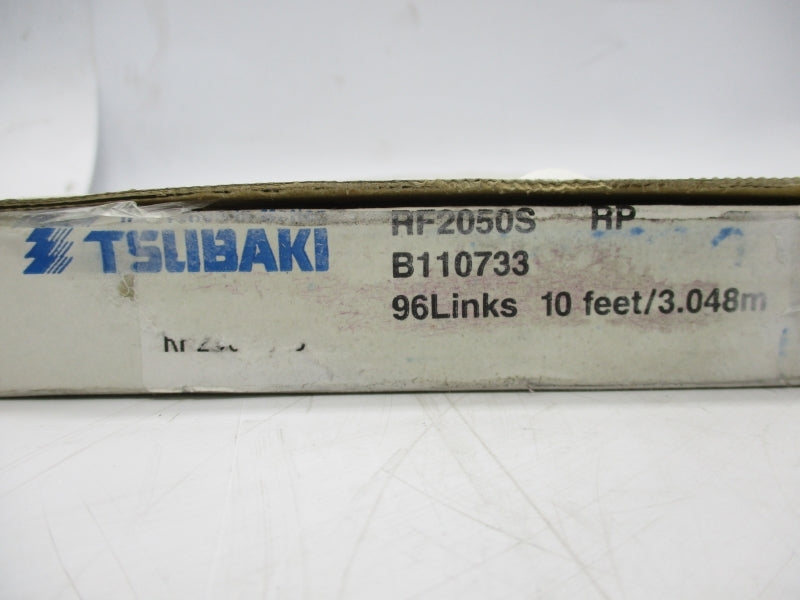 TSUBAKI
RF2050S RP
B110733
96Links 10 feet/3.048m